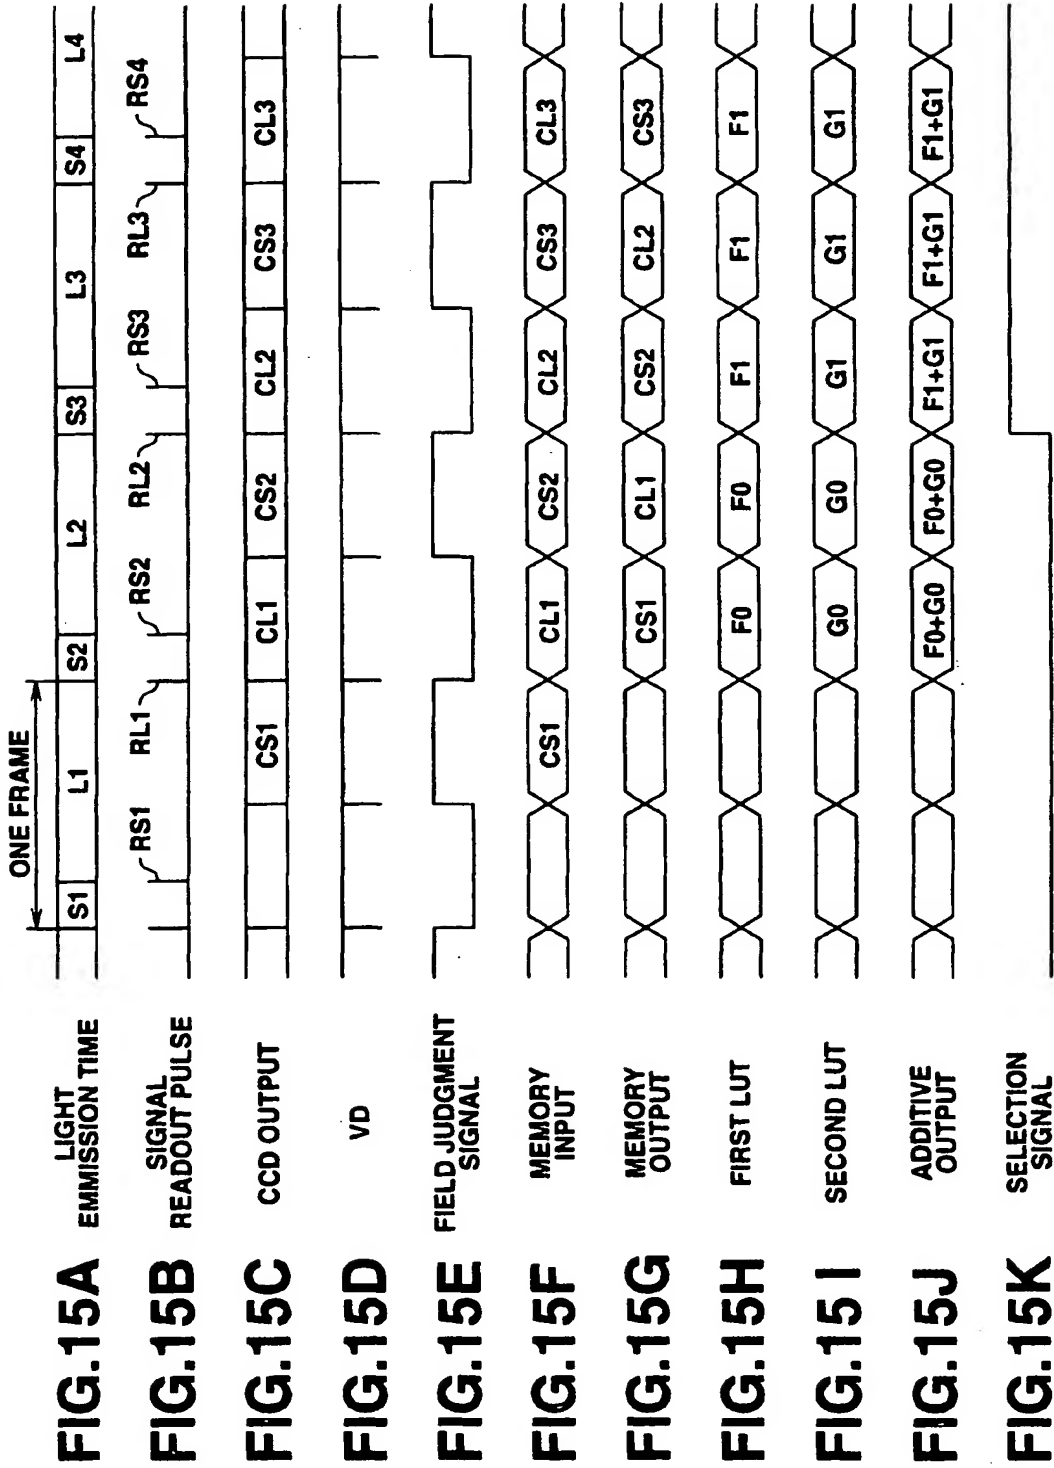 ONE FRAME
FIG.15A
LIGHT
EMMISSION TIME
S1 L1 S2 L2 S3 L3 S4 L4
FIG.15B
SIGNAL
READOUT PULSE
RS1 RL1 RS2 RL2 RS3 RL3 RS4
FIG.15C
CCD OUTPUT
CS1 CL1 CS2 CL2 CS3 CL3
FIG.15D
VD
FIG.15E
FIELD JUDGMENT
SIGNAL
FIG.15F
MEMORY
INPUT
CS1 CL1 CS2 CL2 CS3 CL3
FIG.15G
MEMORY
OUTPUT
CS1 CL1 CS2 CL2 CS3
FIG.15H
FIRST LUT
F0 F0 F1 F1 F1
FIG.15 I
SECOND LUT
G0 G0 G1 G1 G1
FIG.15J
ADDITIVE
OUTPUT
F0+G0 F0+G0 F1+G1 F1+G1 F1+G1
FIG.15K
SELECTION
SIGNAL